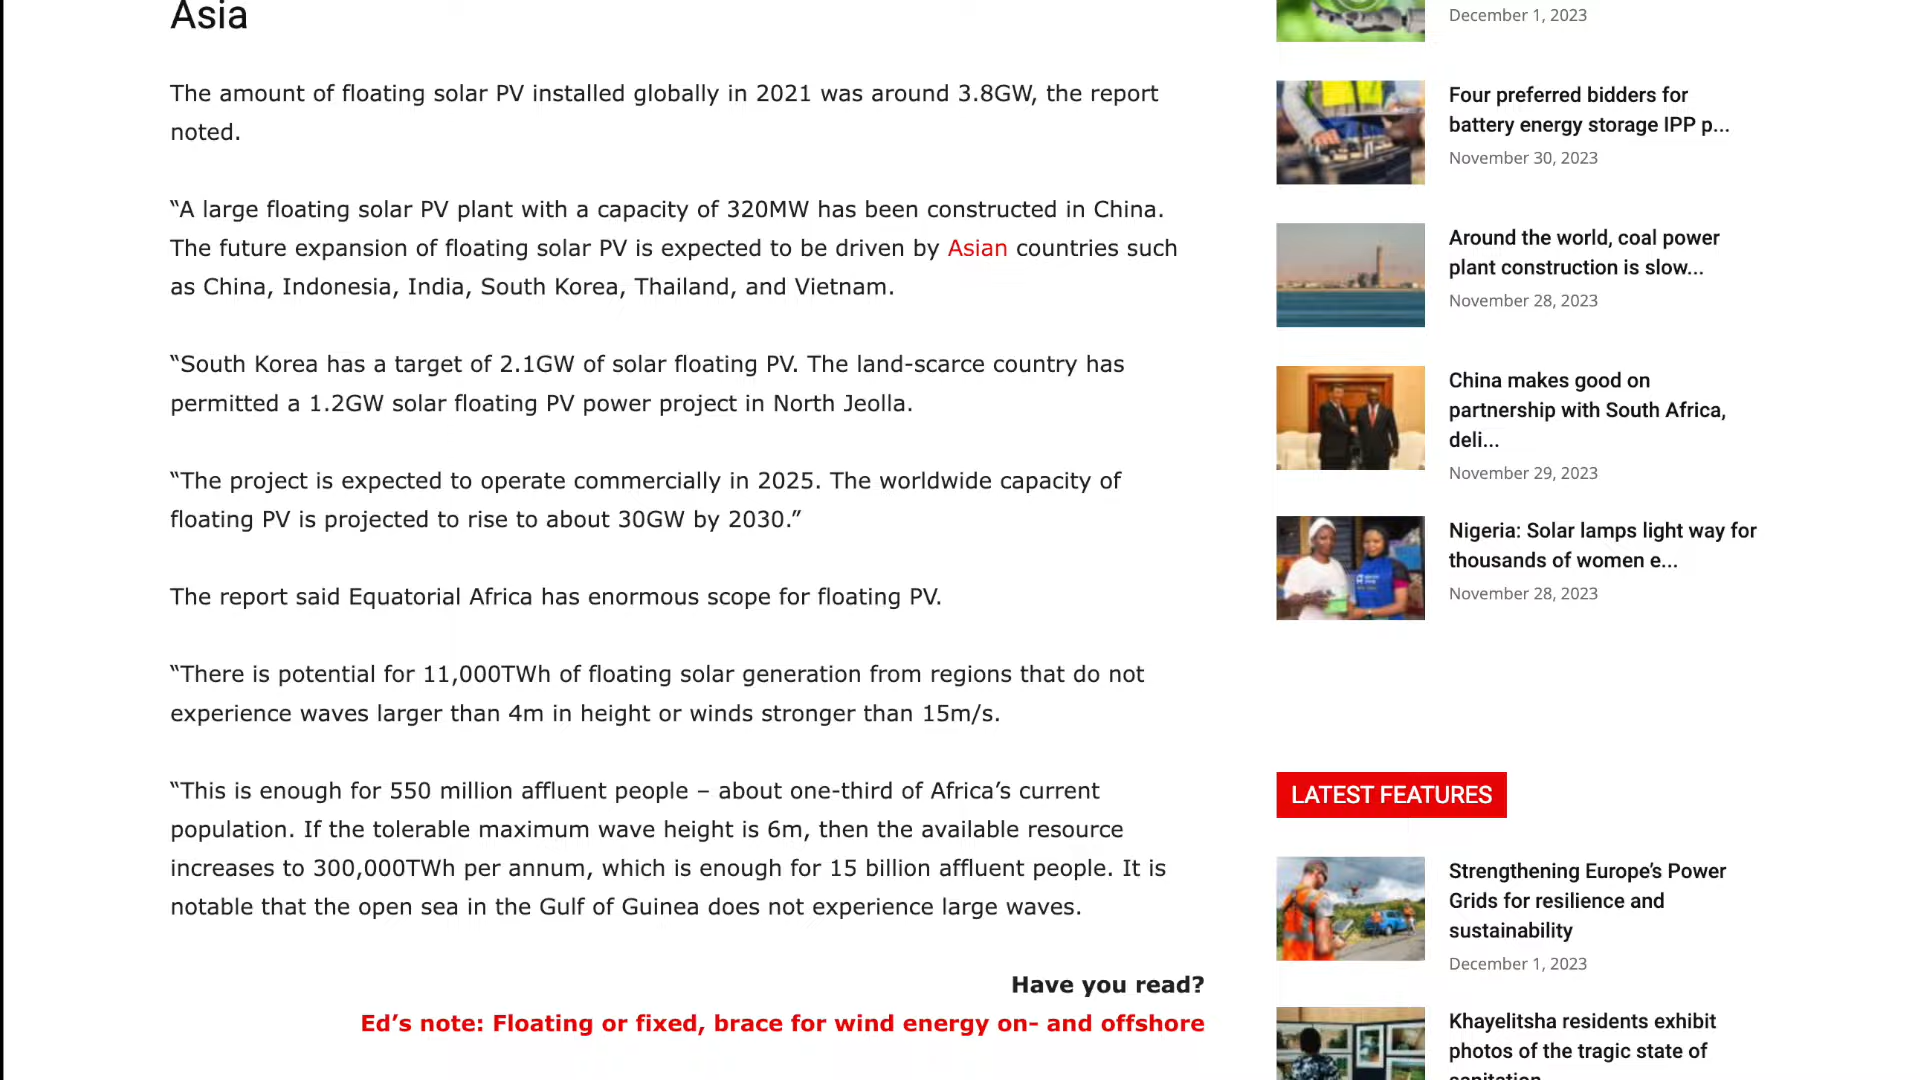 Asia
The amount of floating solar PV installed globally in 2021 was around 3.8GW, the report
noted.
“A large floating solar PV plant with a capacity of 320MW has been constructed in China.
The future expansion of floating solar PV is expected to be driven by Asian countries such
as China, Indonesia, India, South Korea, Thailand, and Vietnam.
“South Korea has a target of 2.1GW of solar floating PV. The land-scarce country has
permitted a 1.2GW solar floating PV power project in North Jeolla.
“The project is expected to operate commercially in 2025. The worldwide capacity of
floating PV is projected to rise to about 30GW by 2030.”
The report said Equatorial Africa has enormous scope for floating PV.
“There is potential for 11,000TWh of floating solar generation from regions that do not
experience waves larger than 4m in height or winds stronger than 15m/s.
“This is enough for 550 million affluent people – about one-third of Africa’s current
population. If the tolerable maximum wave height is 6m, then the available resource
increases to 300,000TWh per annum, which is enough for 15 billion affluent people. It is
notable that the open sea in the Gulf of Guinea does not experience large waves.
Have you read?
Ed’s note: Floating or fixed, brace for wind energy on- and offshore
December 1, 2023
Four preferred bidders for
battery energy storage IPP p...
November 30, 2023
Around the world, coal power
plant construction is slow...
November 28, 2023
China makes good on
partnership with South Africa,
deli...
November 29, 2023
Nigeria: Solar lamps light way for
thousands of women e...
November 28, 2023
LATEST FEATURES
Strengthening Europe’s Power
Grids for resilience and
sustainability
December 1, 2023
Khayelitsha residents exhibit
photos of the tragic state of
sanitation